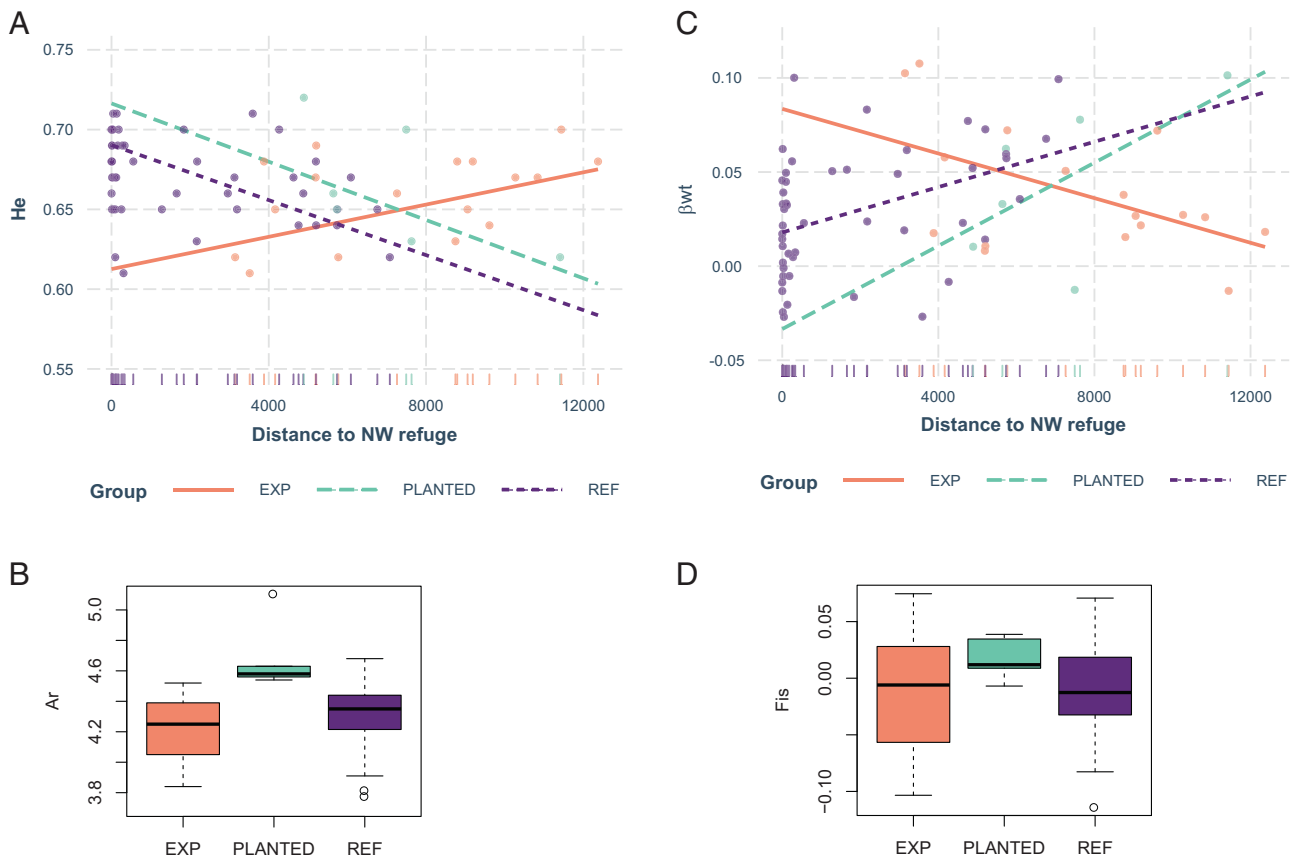 A
He
0.75
0.70
0.65
0.60
0.55
0
4000
8000
12000
Distance to NW refuge
Group EXP PLANTED REF
C
βwt
0.10
0.05
0.00
-0.05
0
4000
8000
12000
Distance to NW refuge
Group EXP PLANTED REF
B
Ar
5.0
4.6
4.2
3.8
EXP PLANTED REF
D
Fis
0.05
0.00
−0.10
EXP PLANTED REF